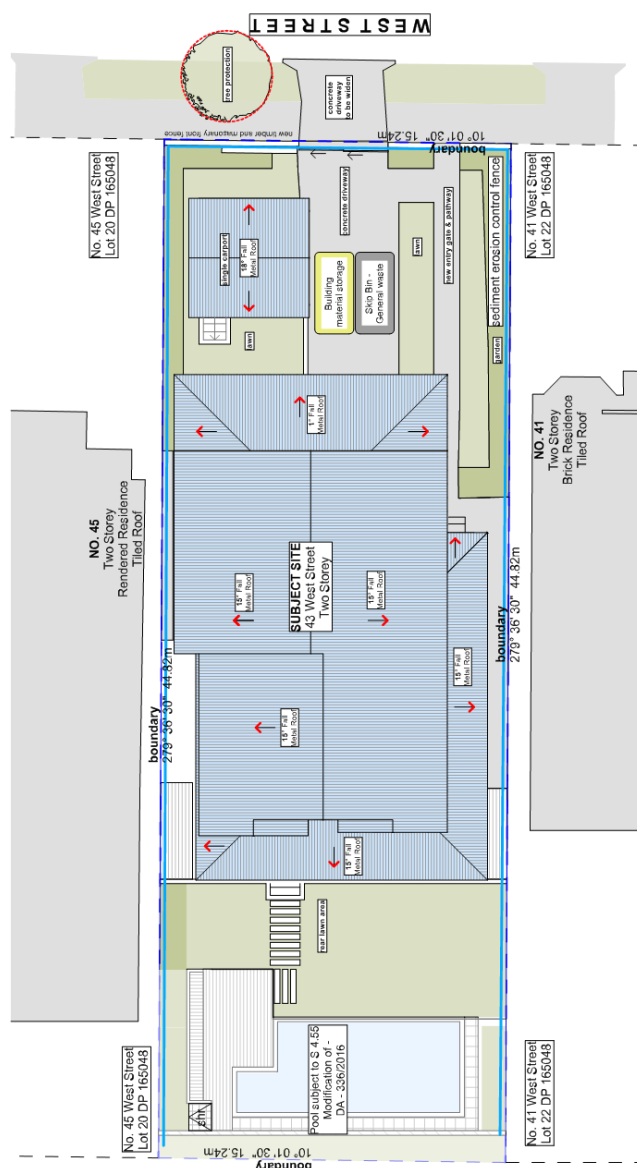 WEST STREET
tree protection
concrete
driveway
to be widen
new timber and masonary from fence
10° 01' 30" 15.24m
boundary
No. 45 West Street
Lot 20 DP 165048
No. 41 West Street
Lot 22 DP 165048
single carport
18° Fall
Metal Roof
concrete driveway
new entry gate & pathway
sediment erosion control fence
Building
material storage
Skip Bin -
General waste
awn
awn
garden
1° Fall
Metal Roof
NO. 45
Two Storey
Rendered Residence
Tiled Roof
NO. 41
Two Storey
Brick Residence
Tiled Roof
SUBJECT SITE
43 West Street
Two Storey
15° Fall
Metal Roof
15° Fall
Metal Roof
15° Fall
Metal Roof
15° Fall
Metal Roof
15° Fall
Metal Roof
boundary
279° 36' 30" 44.82m
boundary
279° 36' 30" 44.82m
rear lawn area
Pool subject to S 4.55
Modification of -
DA - 336/2016
shr
No. 45 West Street
Lot 20 DP 165048
No. 41 West Street
Lot 22 DP 165048
10° 01' 30" 15.24m
boundary